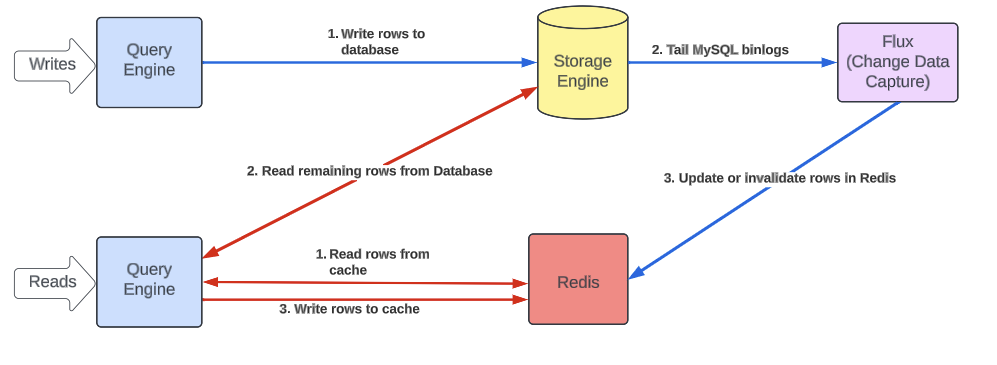 1. Write rows to
database
Writes
Query
Engine
Storage
Engine
2. Tail MySQL binlogs
Flux
(Change Data
Capture)
2. Read remaining rows from Database
3. Update or invalidate rows in Redis
Reads
Query
Engine
1. Read rows from
cache
Redis
3. Write rows to cache